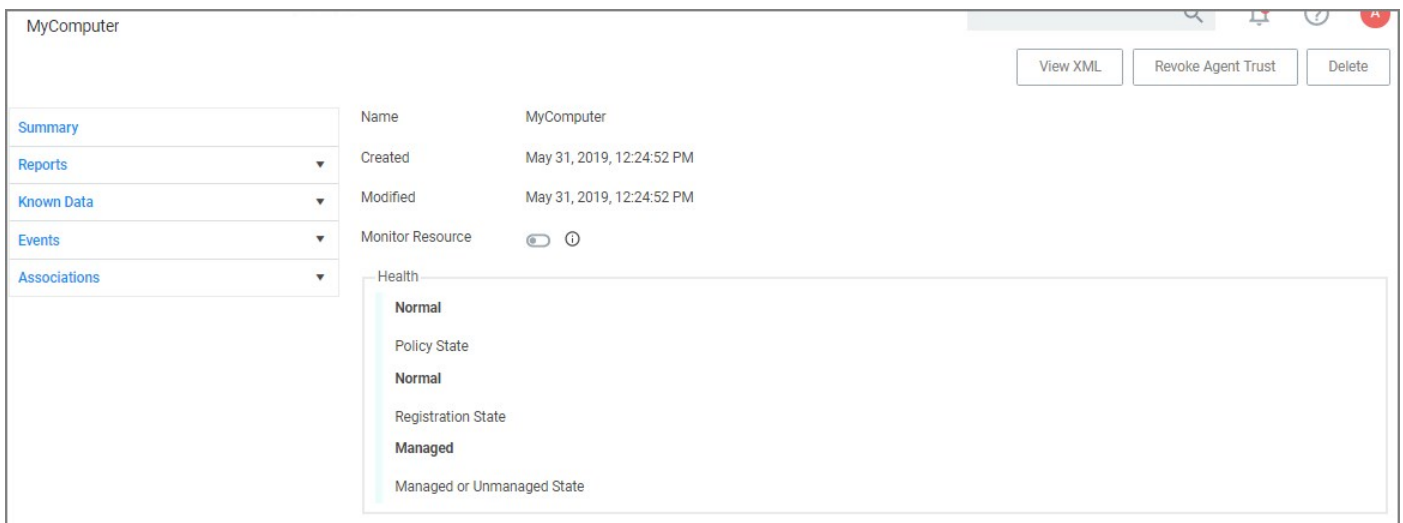 MyComputer
A
View XML Revoke Agent Trust Delete
Summary
Reports
Known Data
Events
Associations
Name MyComputer
Created May 31, 2019, 12:24:52 PM
Modified May 31, 2019, 12:24:52 PM
Monitor Resource
Health
Normal
Policy State
Normal
Registration State
Managed
Managed or Unmanaged State